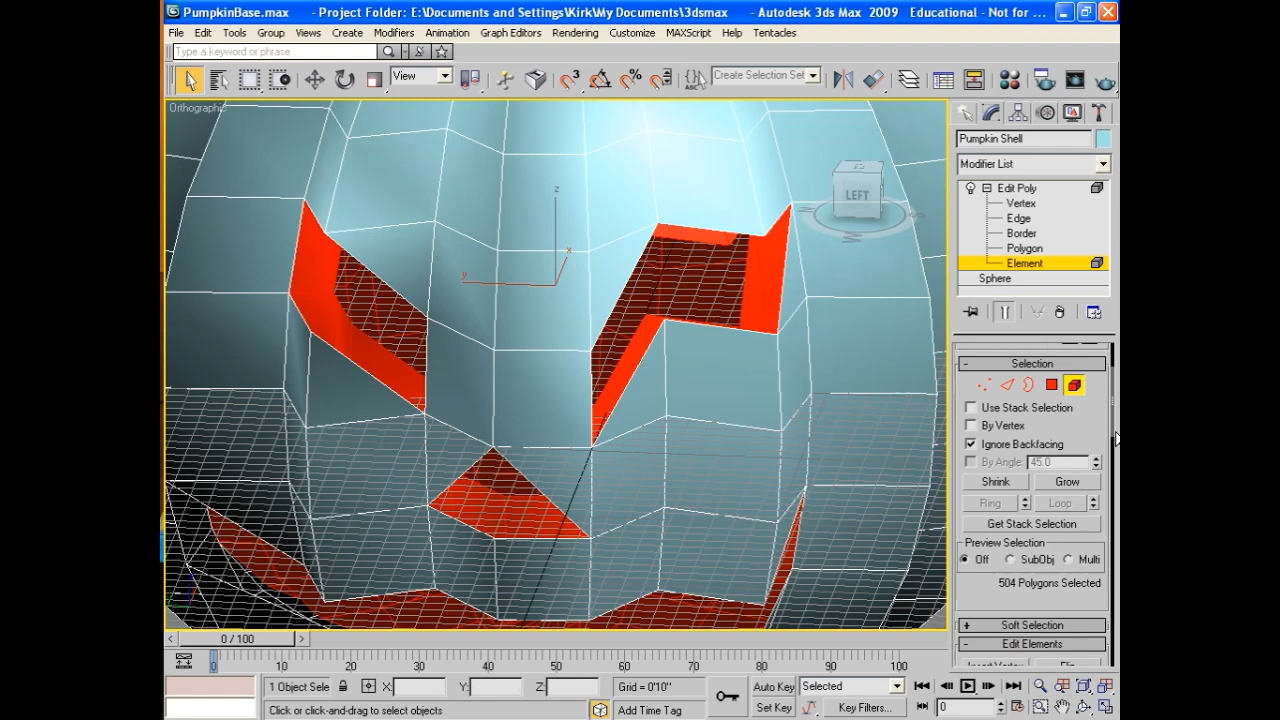 PumpkinBase.max - Project Folder: E:\Documents and Settings\Kirk\My Documents\3dsmax - Autodesk 3ds Max 2009 Educational - Not for ...
File Edit Tools Group Views Create Modifiers Animation Graph Editors Rendering Customize MAXScript Help Tentacles
Type a keyword or phrase
View
Create Selection Set
Orthographic
z
x
y
LEFT
Pumpkin Shell
Modifier List
Edit Poly
Vertex
Edge
Border
Polygon
Element
Sphere
Selection
Use Stack Selection
By Vertex
Ignore Backfacing
By Angle: 45.0
Shrink Grow
Ring Loop
Get Stack Selection
Preview Selection
Off SubObj Multi
504 Polygons Selected
Soft Selection
Edit Elements
Insert Vertex Flip
0 / 100
0 10 20 30 40 50 60 70 80 90 100
1 Object Sele X: Y: Z: Grid = 0'10" Auto Key Selected
Click or click-and-drag to select objects Add Time Tag Set Key Key Filters... 0